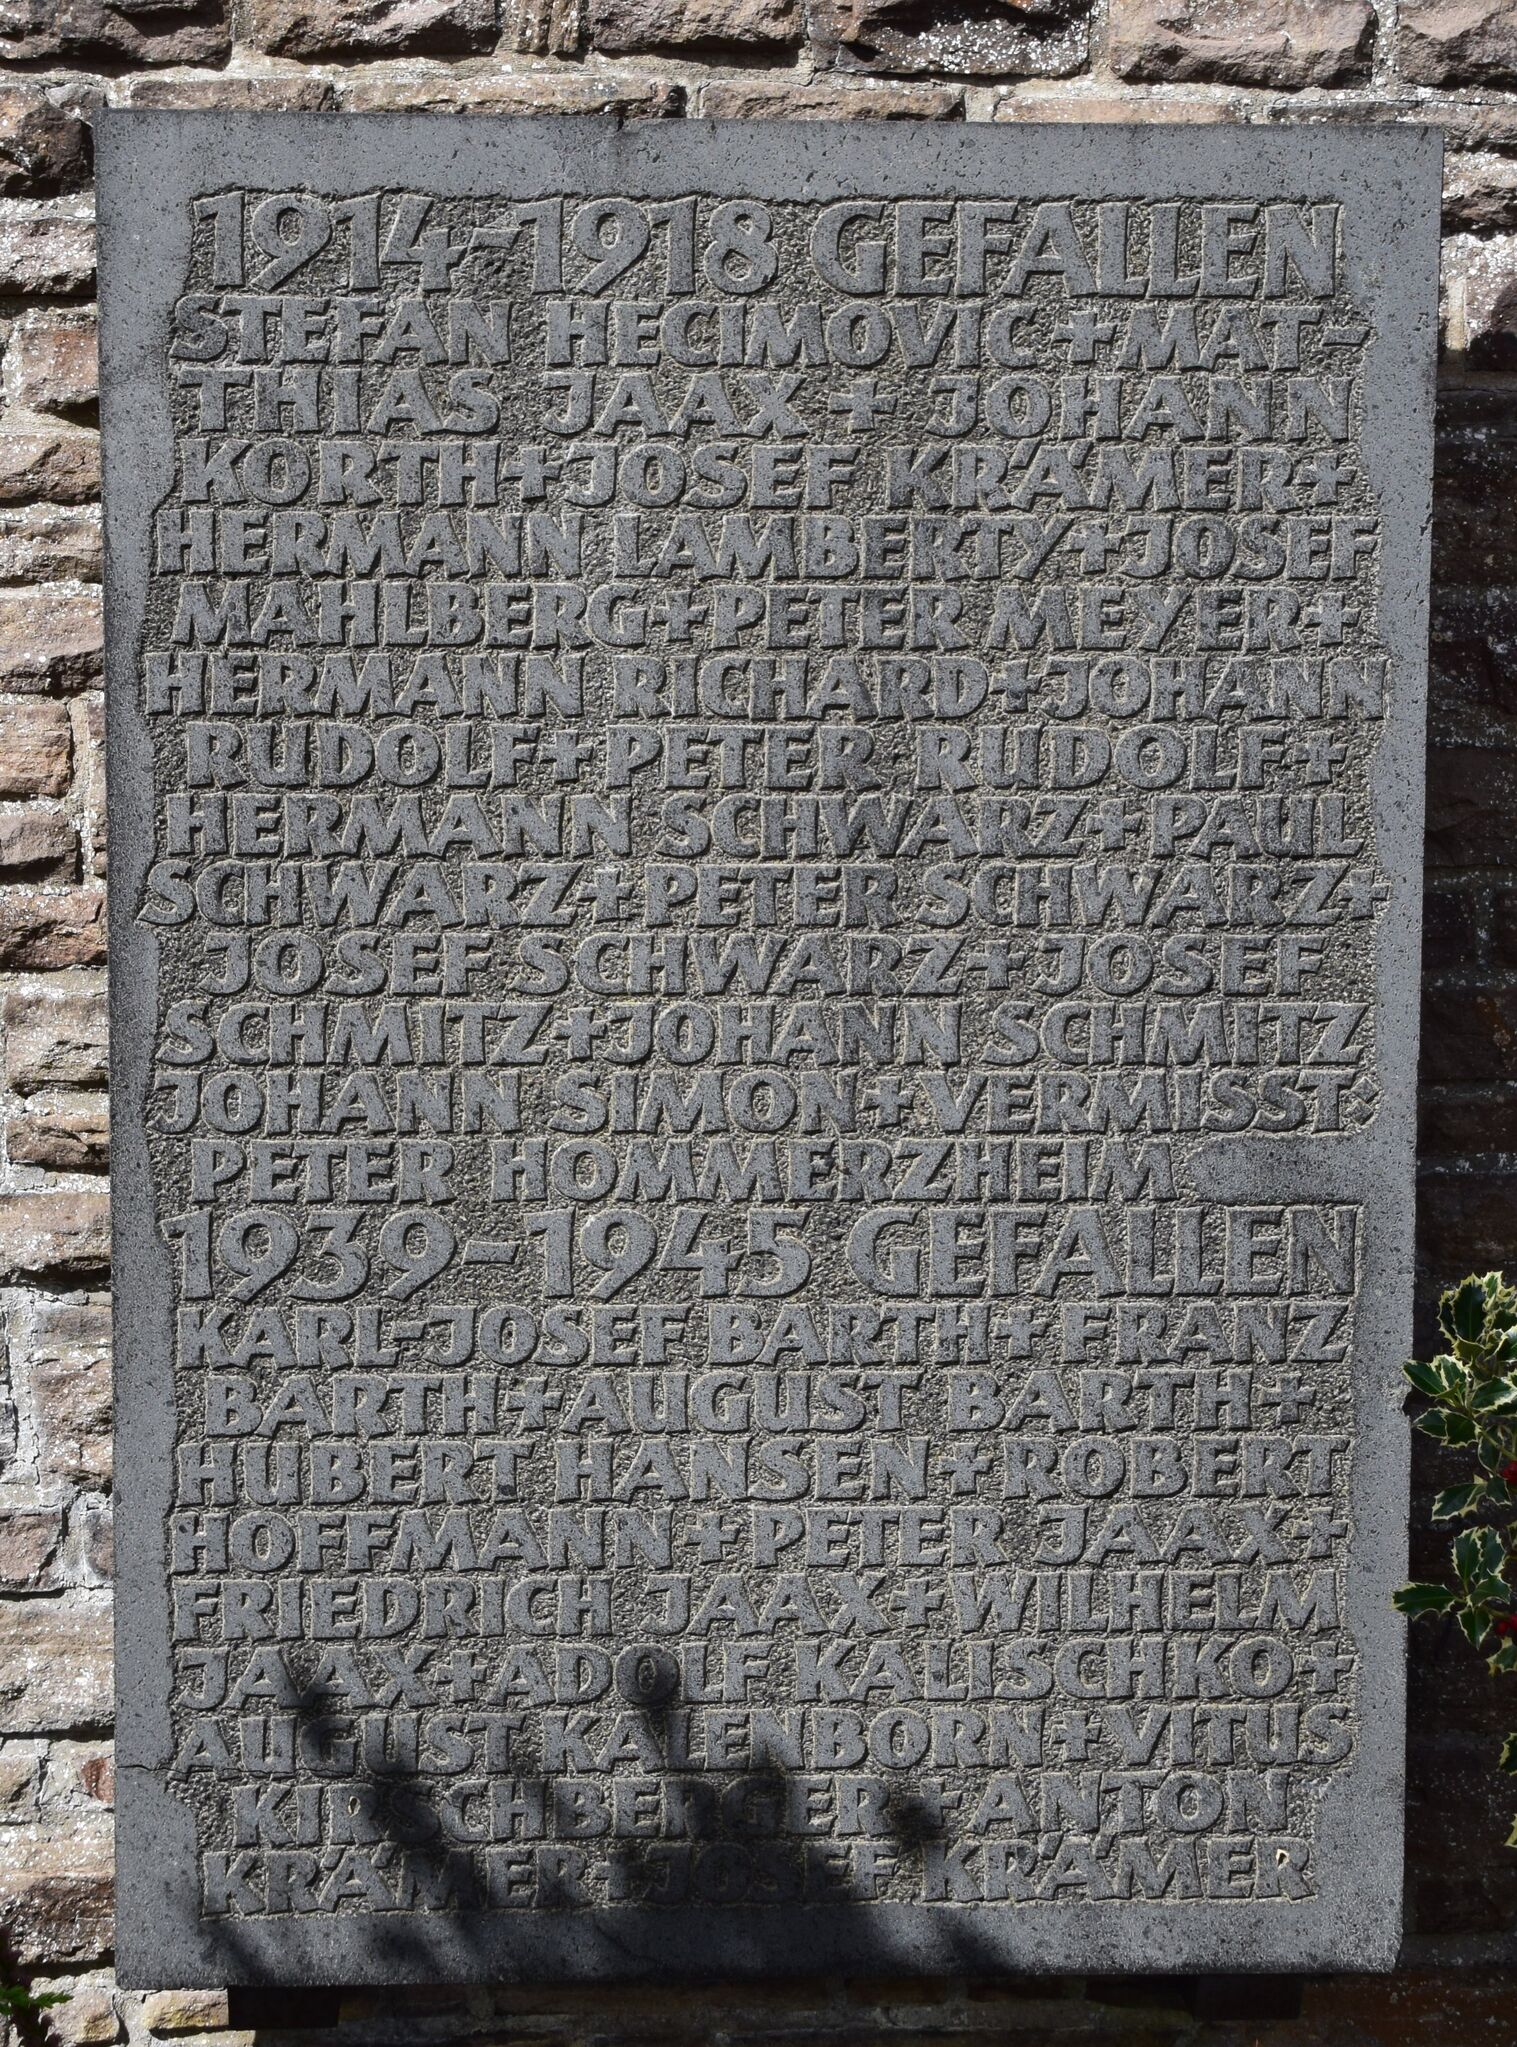 1914-1918 GEFALLEN
STEFAN HECIMOVIC + MAT-
THIAS JAAX + JOHANN
KORTH + JOSEF KRÄMER +
HERMANN LAMBERTY + JOSEF
MAHLBERG + PETER MEYER +
HERMANN RICHARD + JOHANN
RUDOLF + PETER RUDOLF +
HERMANN SCHWARZ + PAUL
SCHWARZ + PETER SCHWARZ +
JOSEF SCHWARZ + JOSEF
SCHMITZ + JOHANN SCHMITZ
JOHANN SIMON + VERMISST:
PETER HOMMERZHEIM
1939-1945 GEFALLEN
KARL-JOSEF BARTH + FRANZ
BARTH + AUGUST BARTH +
HUBERT HANSEN + ROBERT
HOFFMANN + PETER JAAX +
FRIEDRICH JAAX + WILHELM
JAAX + ADOLF KALISCHKO +
AUGUST KALENBORN + VITUS
KIRSCHBERGER + ANTON
KRÄMER + JOSEF KRÄMER